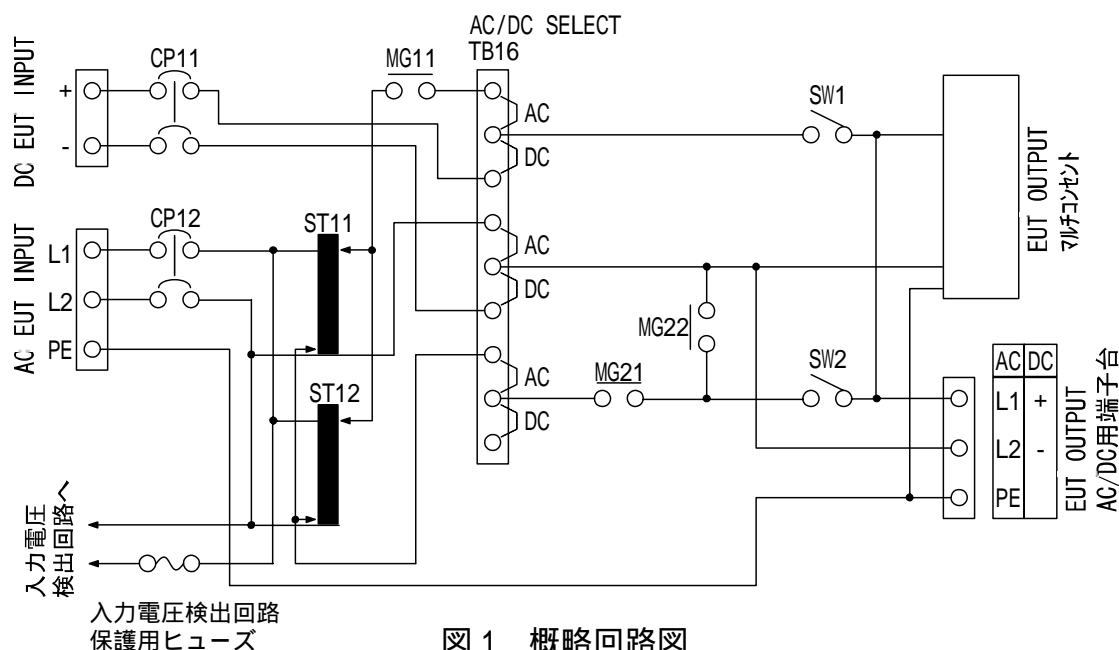 AC/DC SELECT
TB16
DC EUT INPUT
+
-
CP11
MG11
AC
DC
SW1
EUT OUTPUT
マルチコンセント
AC EUT INPUT
L1
L2
PE
CP12
ST11
AC
DC
MG22
ST12
AC
DC
MG21
SW2
AC DC
L1 +
L2 -
PE
EUT OUTPUT
AC/DC用端子台
入力電圧
検出回路へ
入力電圧検出回路
保護用ヒューズ
図1 概略回路図